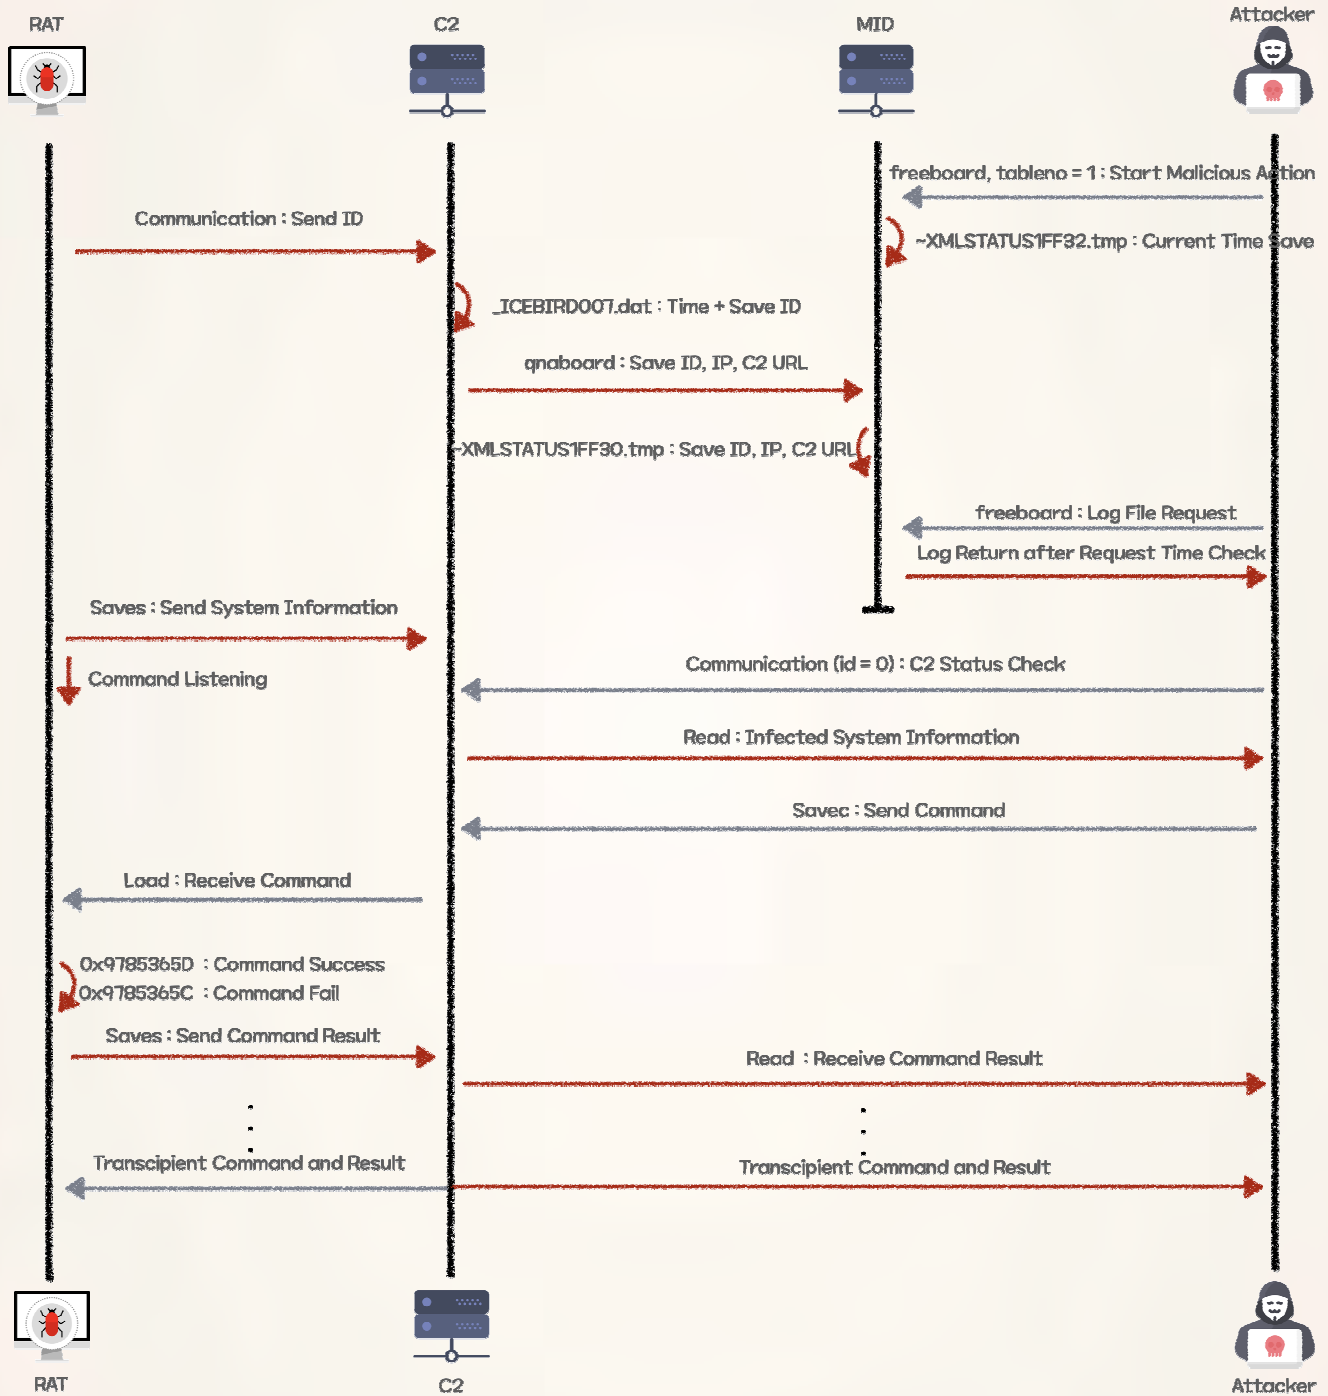 RAT
C2
MID
Attacker
freeboard, tableno = 1 : Start Malicious Action
Communication : Send ID
~XMLSTATUS1FF32.tmp : Current Time Save
_ICEBIRD007.dat : Time + Save ID
qnaboard : Save ID, IP, C2 URL
~XMLSTATUS1FF30.tmp : Save ID, IP, C2 URL
freeboard : Log File Request
Log Return after Request Time Check
Saves : Send System Information
Communication (id = 0) : C2 Status Check
Command Listening
Read : Infected System Information
Savec : Send Command
Load : Receive Command
0x9785365D : Command Success
0x9785365C : Command Fail
Saves : Send Command Result
Read : Receive Command Result
Transcipient Command and Result
Transcipient Command and Result
RAT
C2
Attacker